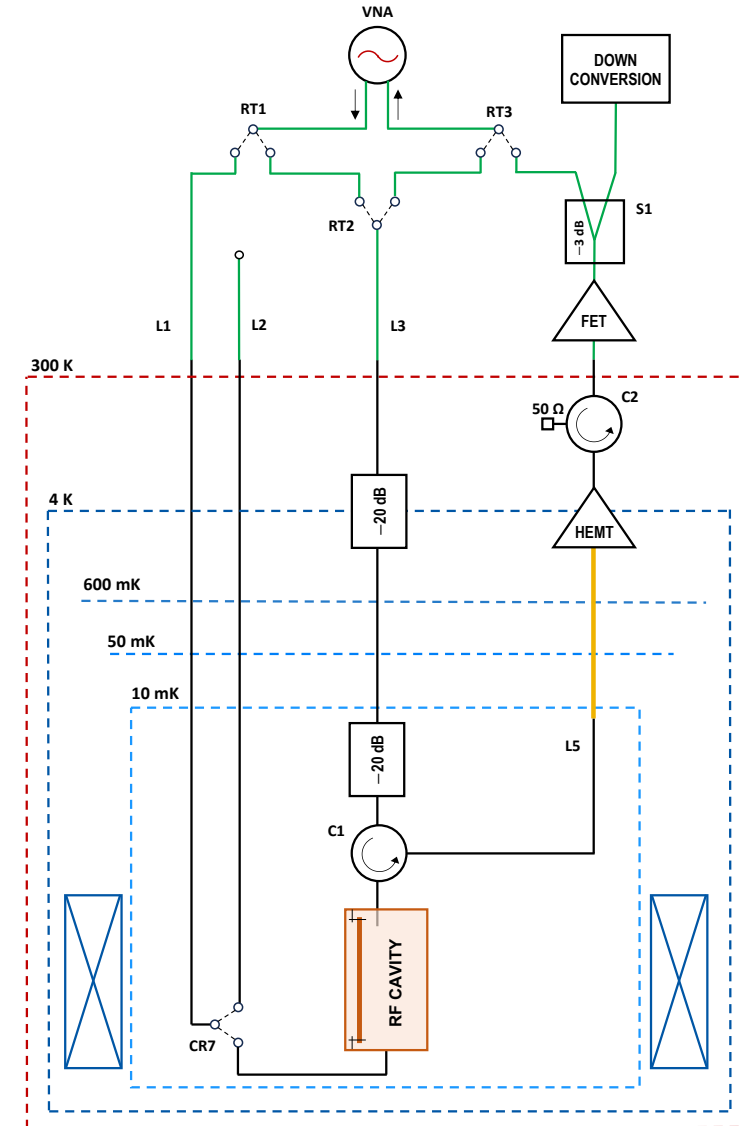 VNA
DOWN
CONVERSION
RT1
RT3
RT2
S1
−3 dB
FET
L1
L2
L3
300 K
50 Ω
C2
4 K
−20 dB
HEMT
600 mK
50 mK
10 mK
−20 dB
L5
C1
RF CAVITY
CR7